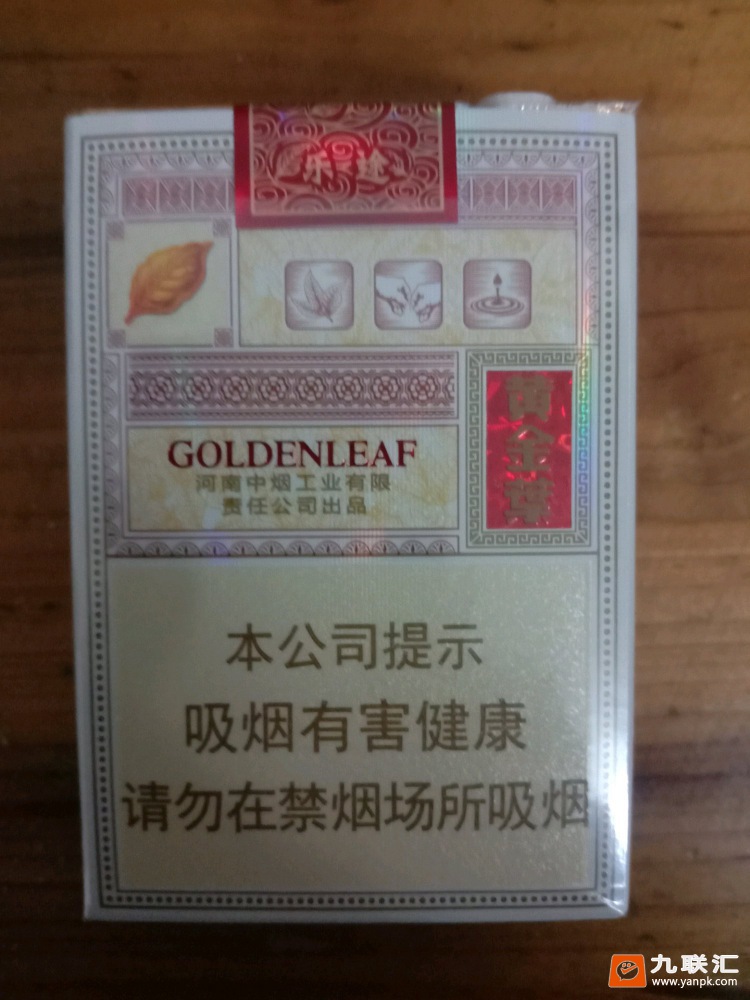 乐途
GOLDENLEAF
河南中烟工业有限
责任公司出品
黄金葉
本公司提示
吸烟有害健康
请勿在禁烟场所吸烟
九联汇
www.yanpk.com